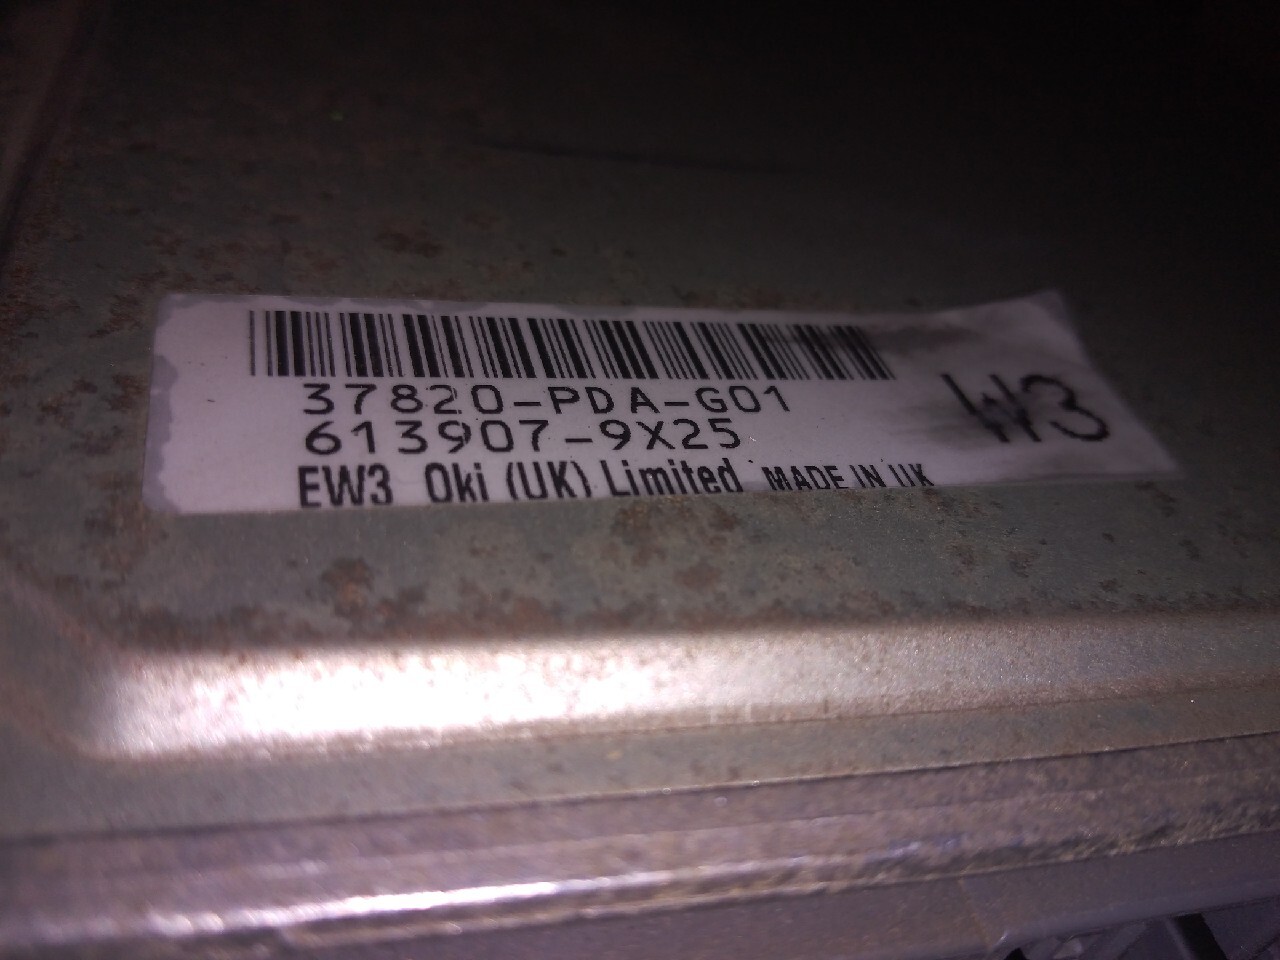 37820-PDA-G01
613907-9X25
EW3 Oki (UK) Limited MADE IN UK
W3